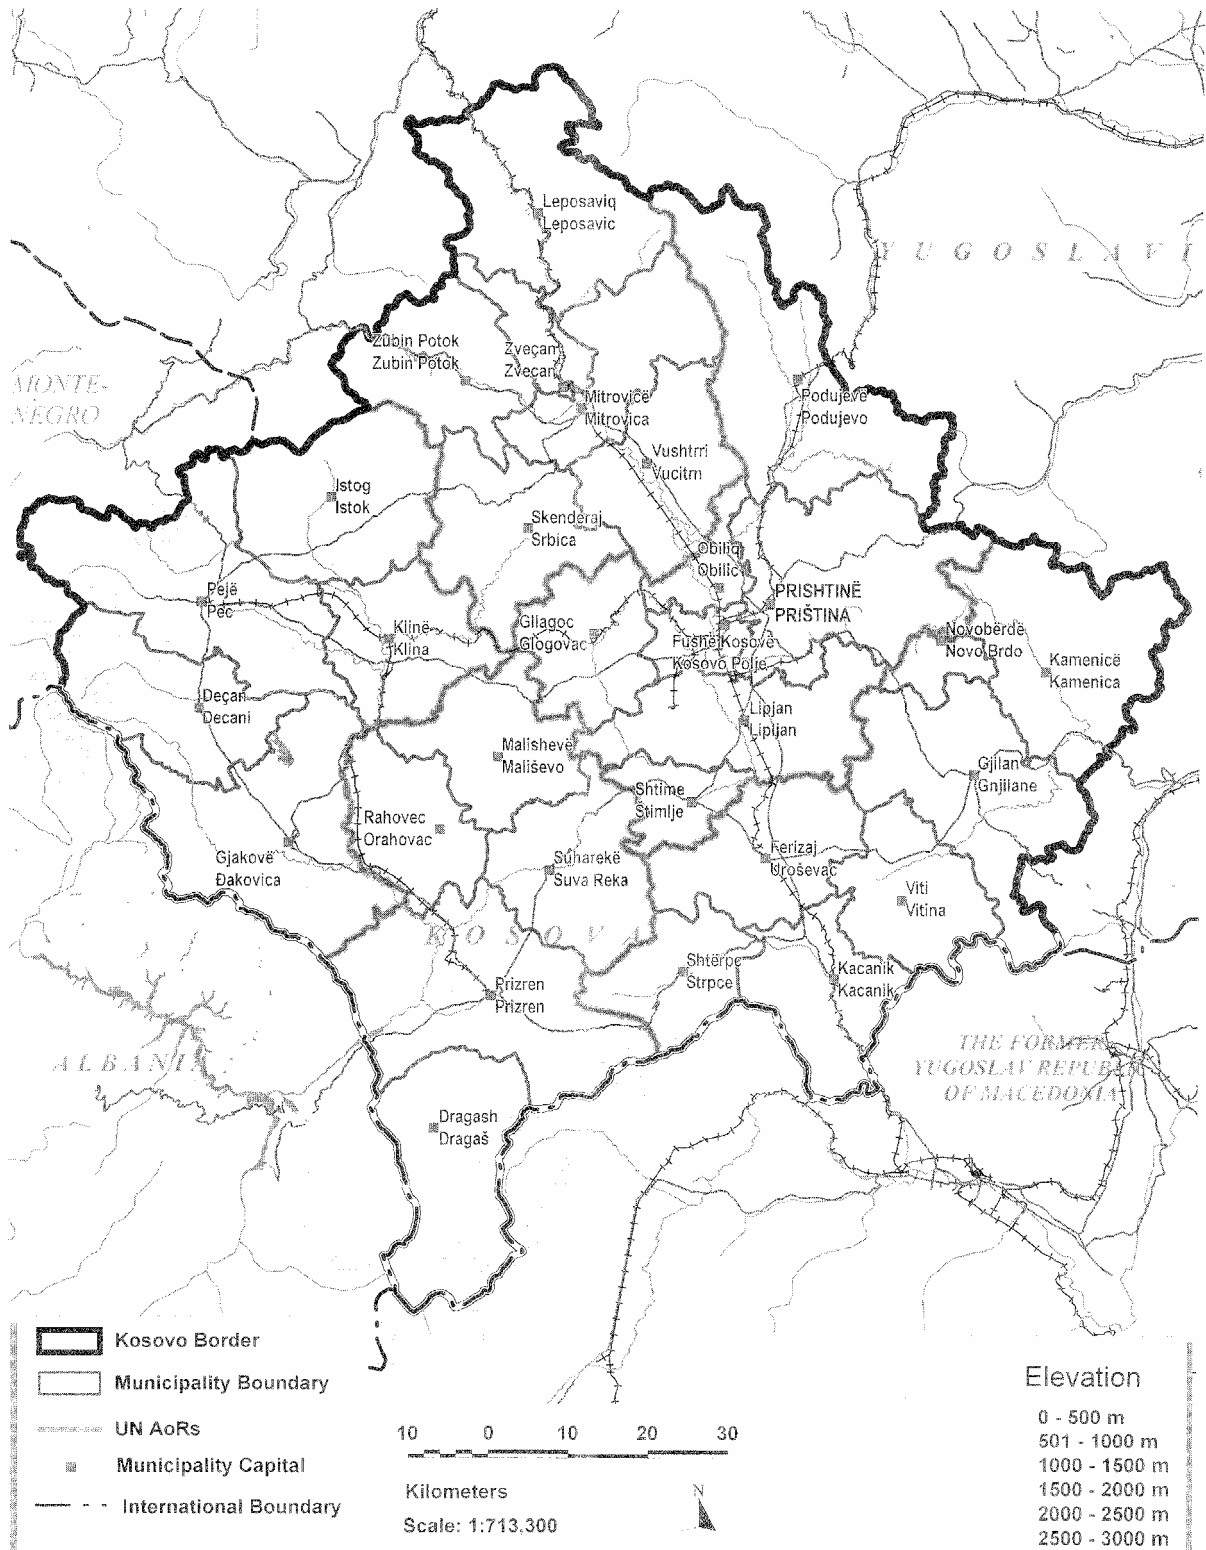 Leposaviq
Leposavic
YUGOSLAVI
Zubin Potok
Zubin Potok
Zveçan
Zvecan
MONTE-
NEGRO
Mitrovicë
Mitrovica
Podujevë
Podujevo
Vushtrri
Vucitrn
Istog
Istok
Skenderaj
Srbica
Obiliq
Obilic
Pejë
Pec
PRISHTINË
PRIŠTINA
Gllagoc
Glogovac
Klinë
Klina
Fushë Kosovë
Kosovo Polje
Novobërdë
Novo Brdo
Kamenicë
Kamenica
Deçan
Decani
Lipjan
Lipljan
Malishevë
Mališevo
Gjilan
Gnjilane
Shtime
Štimlje
Rahovec
Orahovac
Gjakovë
Đakovica
Suharekë
Suva Reka
Ferizaj
Uroševac
Viti
Vitina
KOSOVA
Shtërpc
Štrpce
Kacanik
Kacanik
Prizren
Prizren
ALBANIA
THE FORMER
YUGOSLAV REPUBLIC
OF MACEDONIA
Dragash
Dragaš
Kosovo Border
Municipality Boundary
UN AoRs
Municipality Capital
International Boundary
10 0 10 20 30
Kilometers
Scale: 1:713,300
N
Elevation
0 - 500 m
501 - 1000 m
1000 - 1500 m
1500 - 2000 m
2000 - 2500 m
2500 - 3000 m